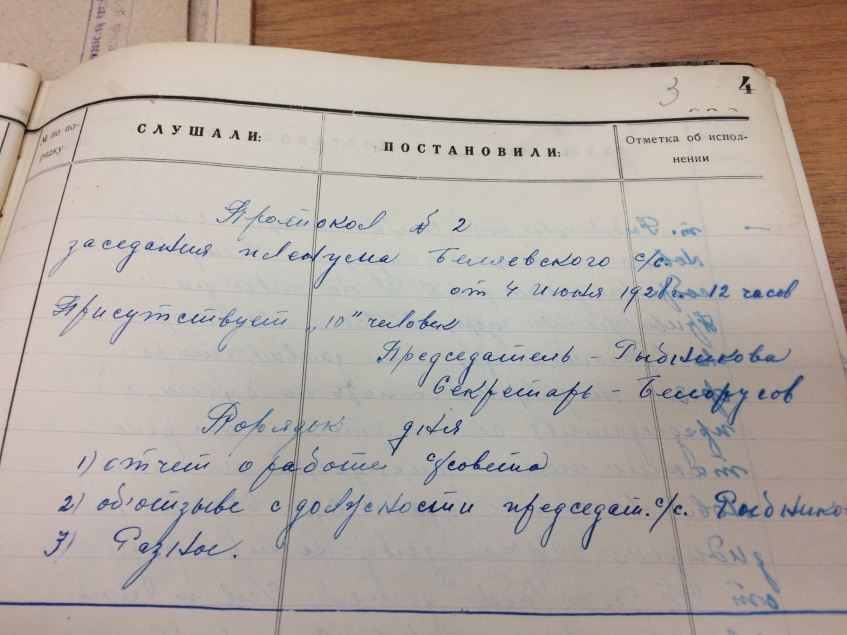 3 4
№ по по-
рядку
СЛУШАЛИ:
ПОСТАНОВИЛИ:
Отметка об испол-
нении
Протокол № 2
заседания пленума Беляевского с/с.
от 4 июня 1928г. 12 часов
Присутствует „10" человек
Председатель – Рыбникова
Секретарь – Белорусов
Порядок дня
1) отчет о работе с/совета
2) об отзыве с должности председат. с/с. Рыбнико
3) Разное.